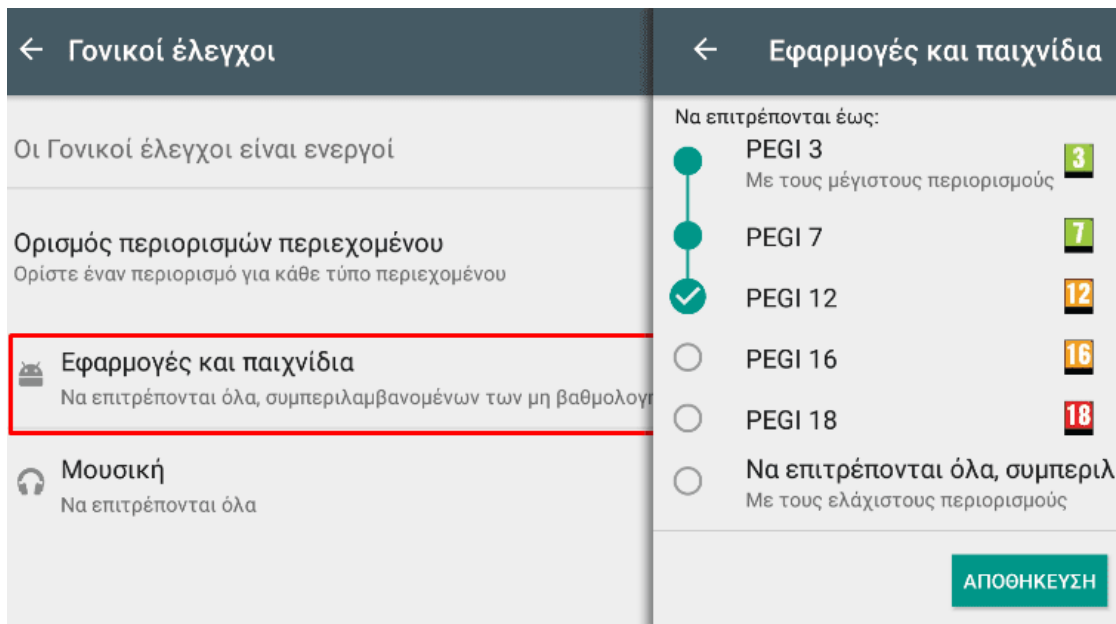 Γονικοί έλεγχοι
Οι Γονικοί έλεγχοι είναι ενεργοί
Ορισμός περιορισμών περιεχομένου
Ορίστε έναν περιορισμό για κάθε τύπο περιεχομένου
Εφαρμογές και παιχνίδια
Να επιτρέπονται όλα, συμπεριλαμβανομένων των μη
Μουσική
Να επιτρέπονται όλα
Εφαρμογές και παιχνίδια
Να επιτρέπονται έως:
PEGI 3 3
Με τους μέγιστους περιορισμούς
PEGI 7 7
PEGI 12 12
PEGI 16 16
PEGI 18 18
Να επιτρέπονται όλα,
Με τους ελάχιστους περιορισμούς
ΑΠΟΘΗΚΕΥΣΗ